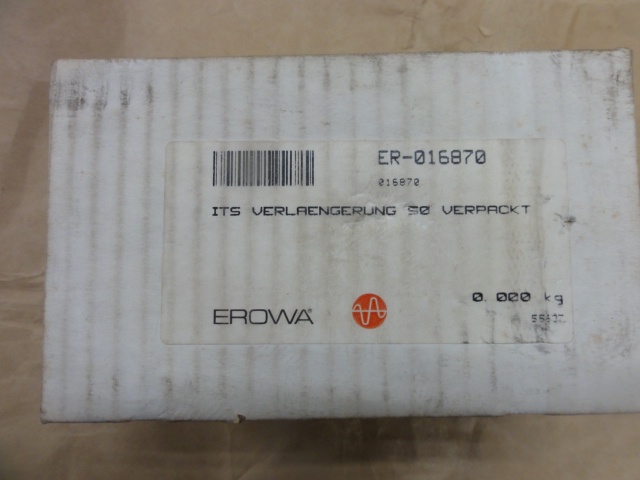 ER-016870
016870
ITS VERLAENGERUNG 50 VERPACKT
0.000 kg
EROWA®